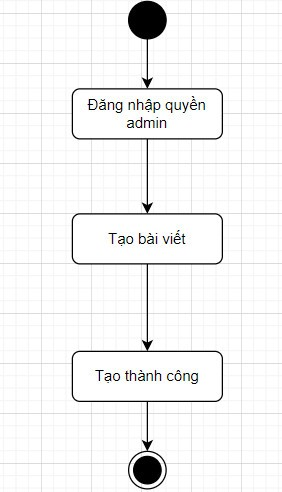 Đăng nhập quyền
admin
Tạo bài viết
Tạo thành công